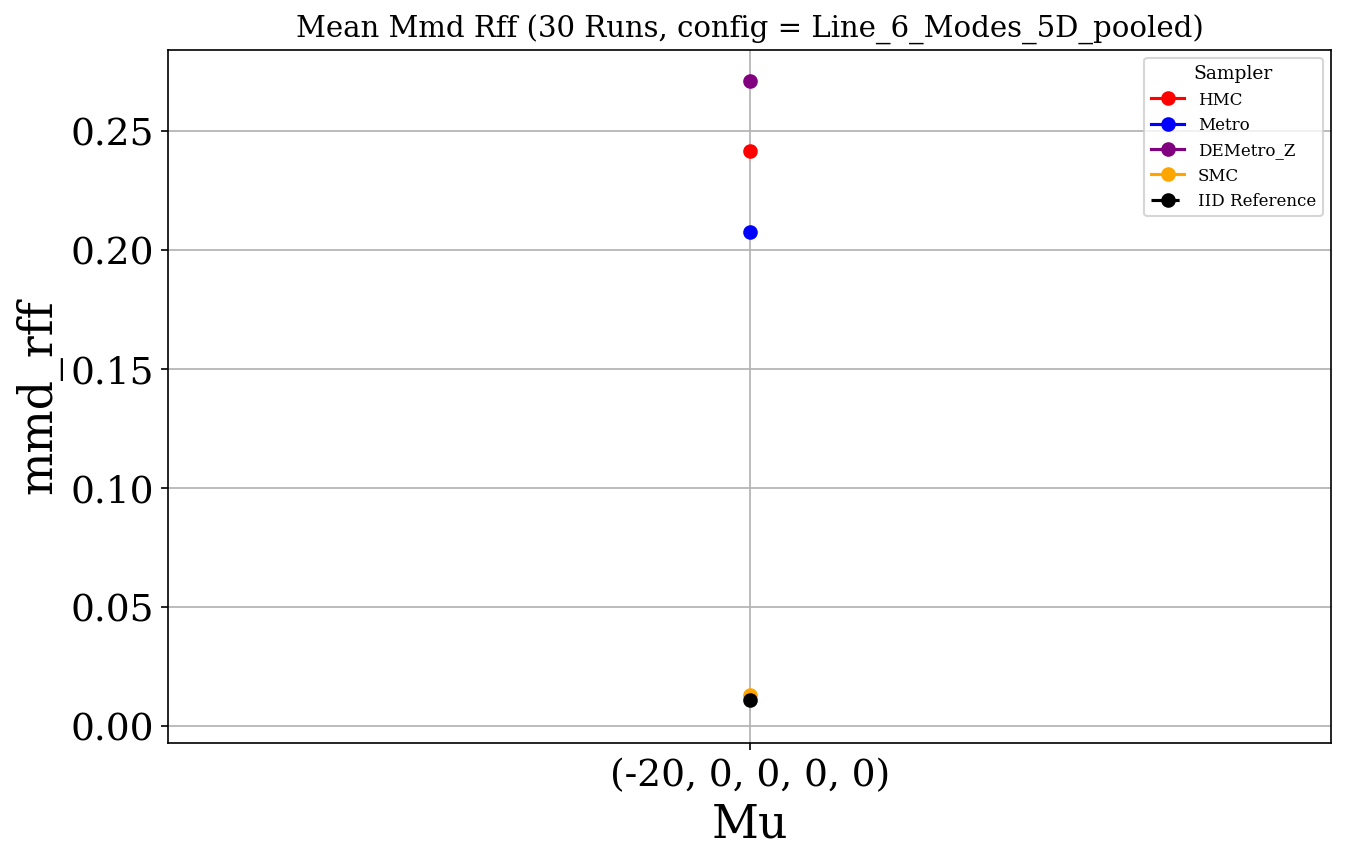 Mean Mmd Rff (30 Runs, config = Line_6_Modes_5D_pooled)
Sampler
HMC
Metro
DEMetro_Z
SMC
IID Reference
mmd_rff
0.25
0.20
0.15
0.10
0.05
0.00
(-20, 0, 0, 0, 0)
Mu